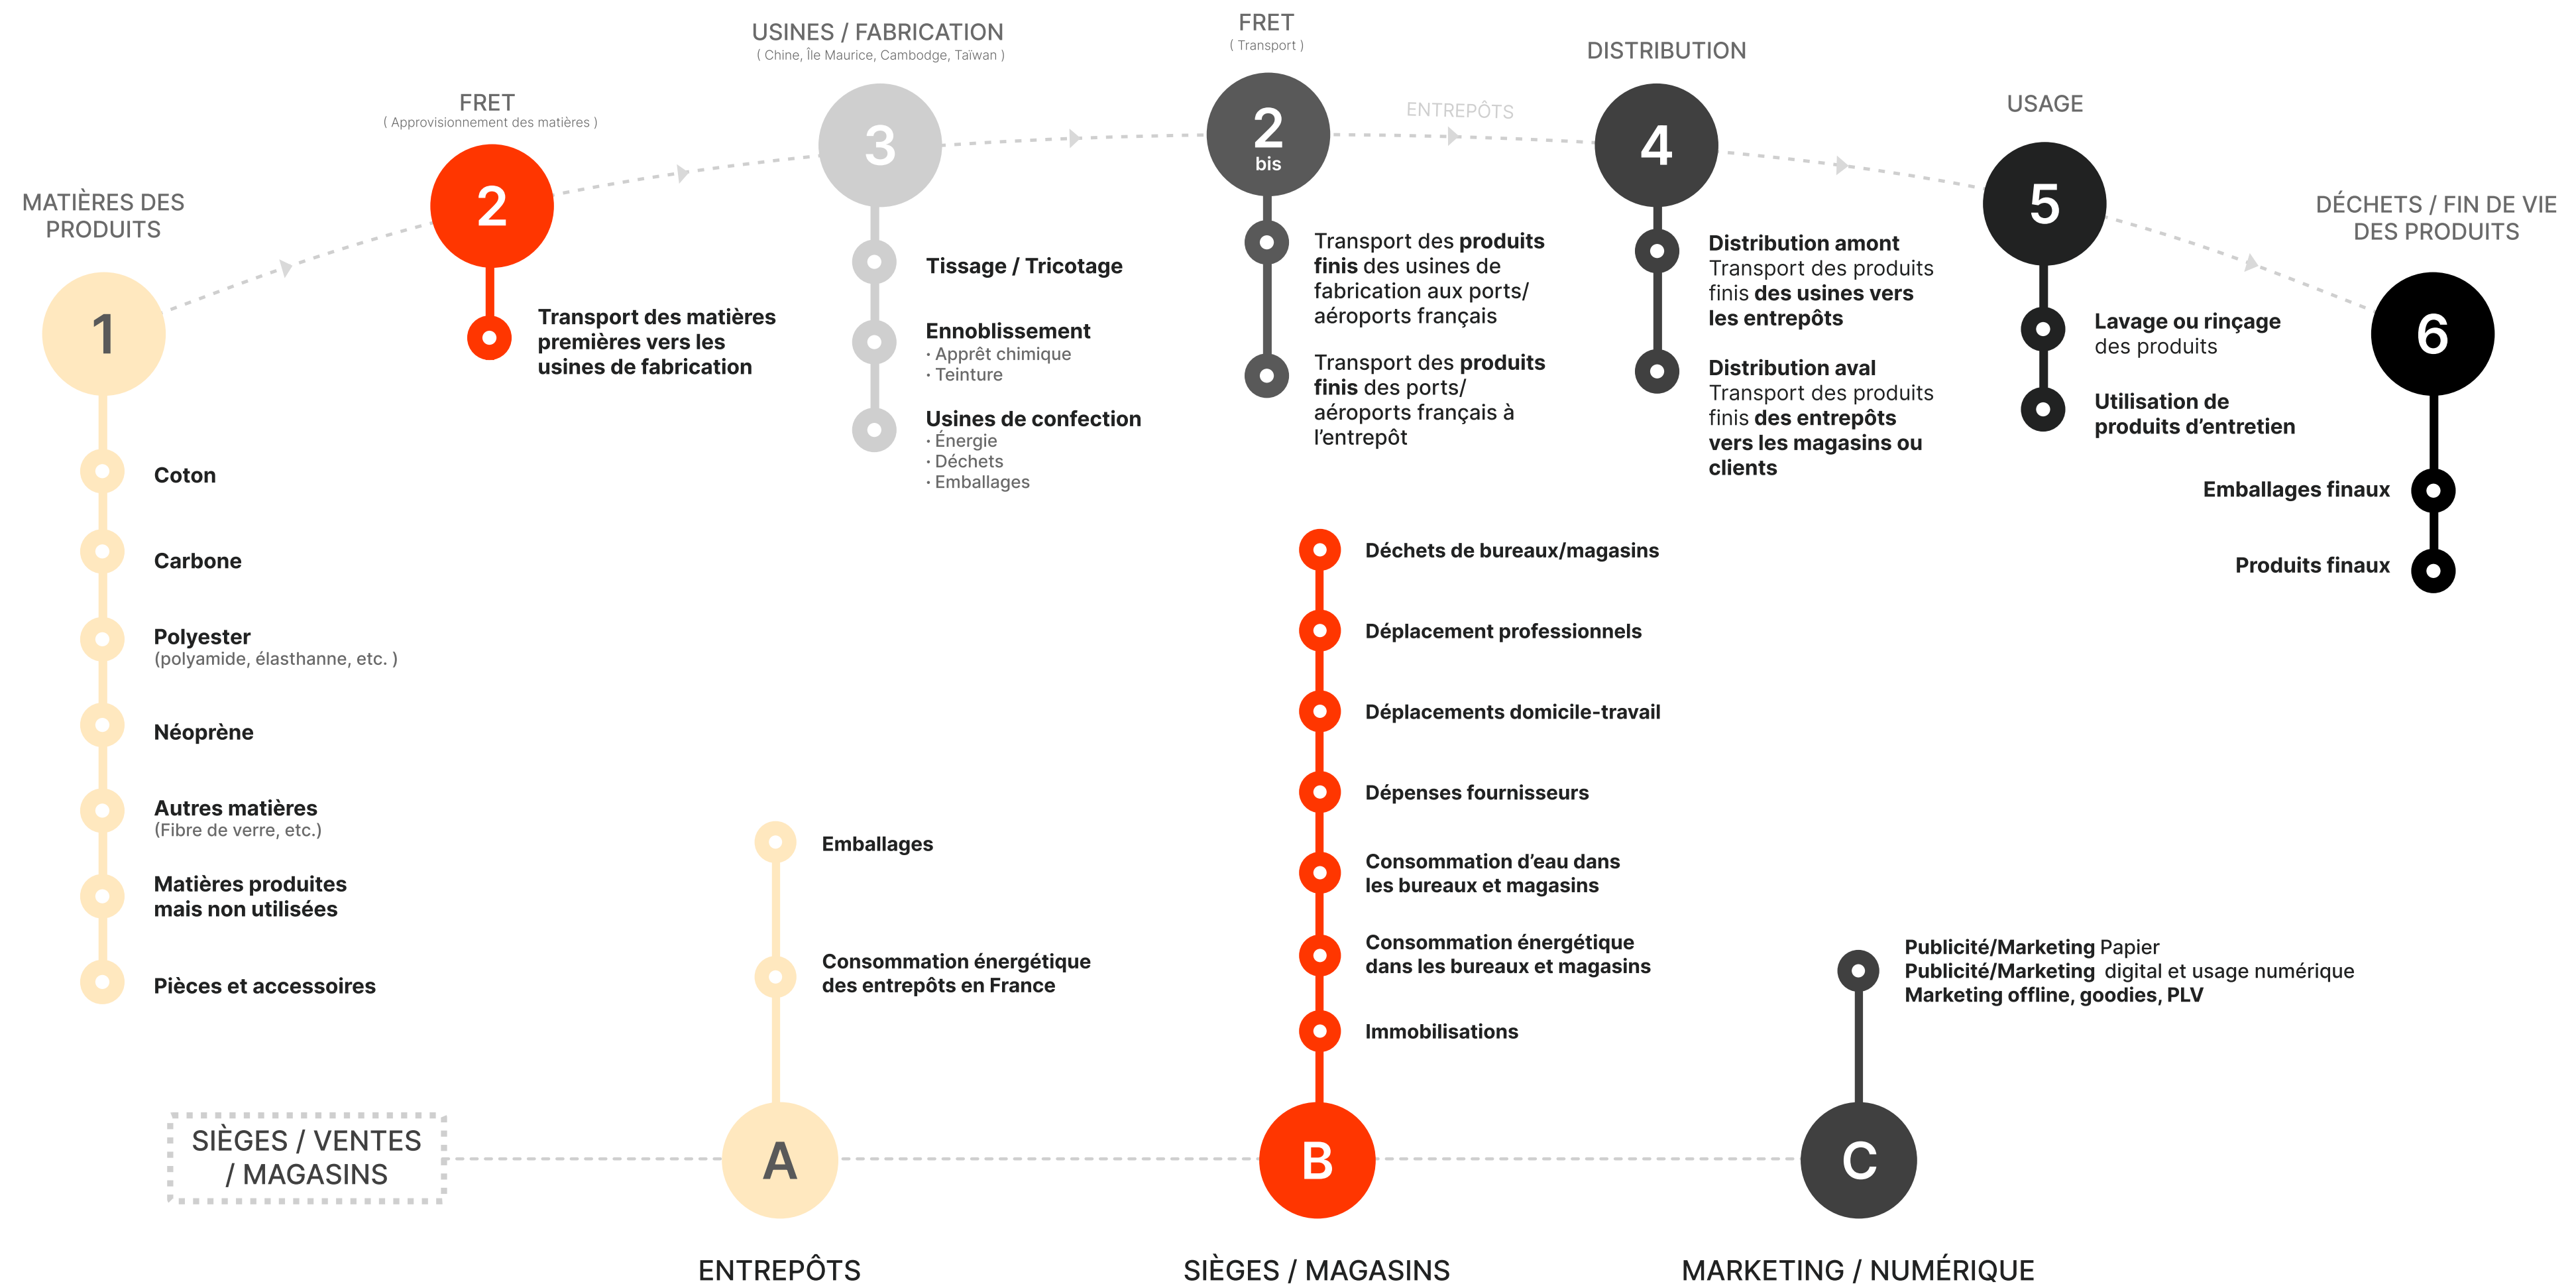 MATIÈRES DES
PRODUITS
1
Coton
Carbone
Polyester
(polyamide, élasthanne, etc. )
Néoprène
Autres matières
(Fibre de verre, etc.)
Matières produites
mais non utilisées
Pièces et accessoires
FRET
( Approvisionnement des matières )
2
Transport des matières
premières vers les
usines de fabrication
USINES / FABRICATION
( Chine, Île Maurice, Cambodge, Taïwan )
3
Tissage / Tricotage
Ennoblissement
· Apprêt chimique
· Teinture
Usines de confection
· Énergie
· Déchets
· Emballages
FRET
( Transport )
2
bis
Transport des produits
finis des usines de
fabrication aux ports/
aéroports français
Transport des produits
finis des ports/
aéroports français à
l’entrepôt
ENTREPÔTS
DISTRIBUTION
4
Distribution amont
Transport des produits
finis des usines vers
les entrepôts
Distribution aval
Transport des produits
finis des entrepôts
vers les magasins ou
clients
USAGE
5
Lavage ou rinçage
des produits
Utilisation de
produits d’entretien
DÉCHETS / FIN DE VIE
DES PRODUITS
6
Emballages finaux
Produits finaux
SIÈGES / VENTES
/ MAGASINS
Emballages
Consommation énergétique
des entrepôts en France
A
ENTREPÔTS
Déchets de bureaux/magasins
Déplacement professionnels
Déplacements domicile-travail
Dépenses fournisseurs
Consommation d’eau dans
les bureaux et magasins
Consommation énergétique
dans les bureaux et magasins
Immobilisations
B
SIÈGES / MAGASINS
Publicité/Marketing Papier
Publicité/Marketing digital et usage numérique
Marketing offline, goodies, PLV
C
MARKETING / NUMÉRIQUE